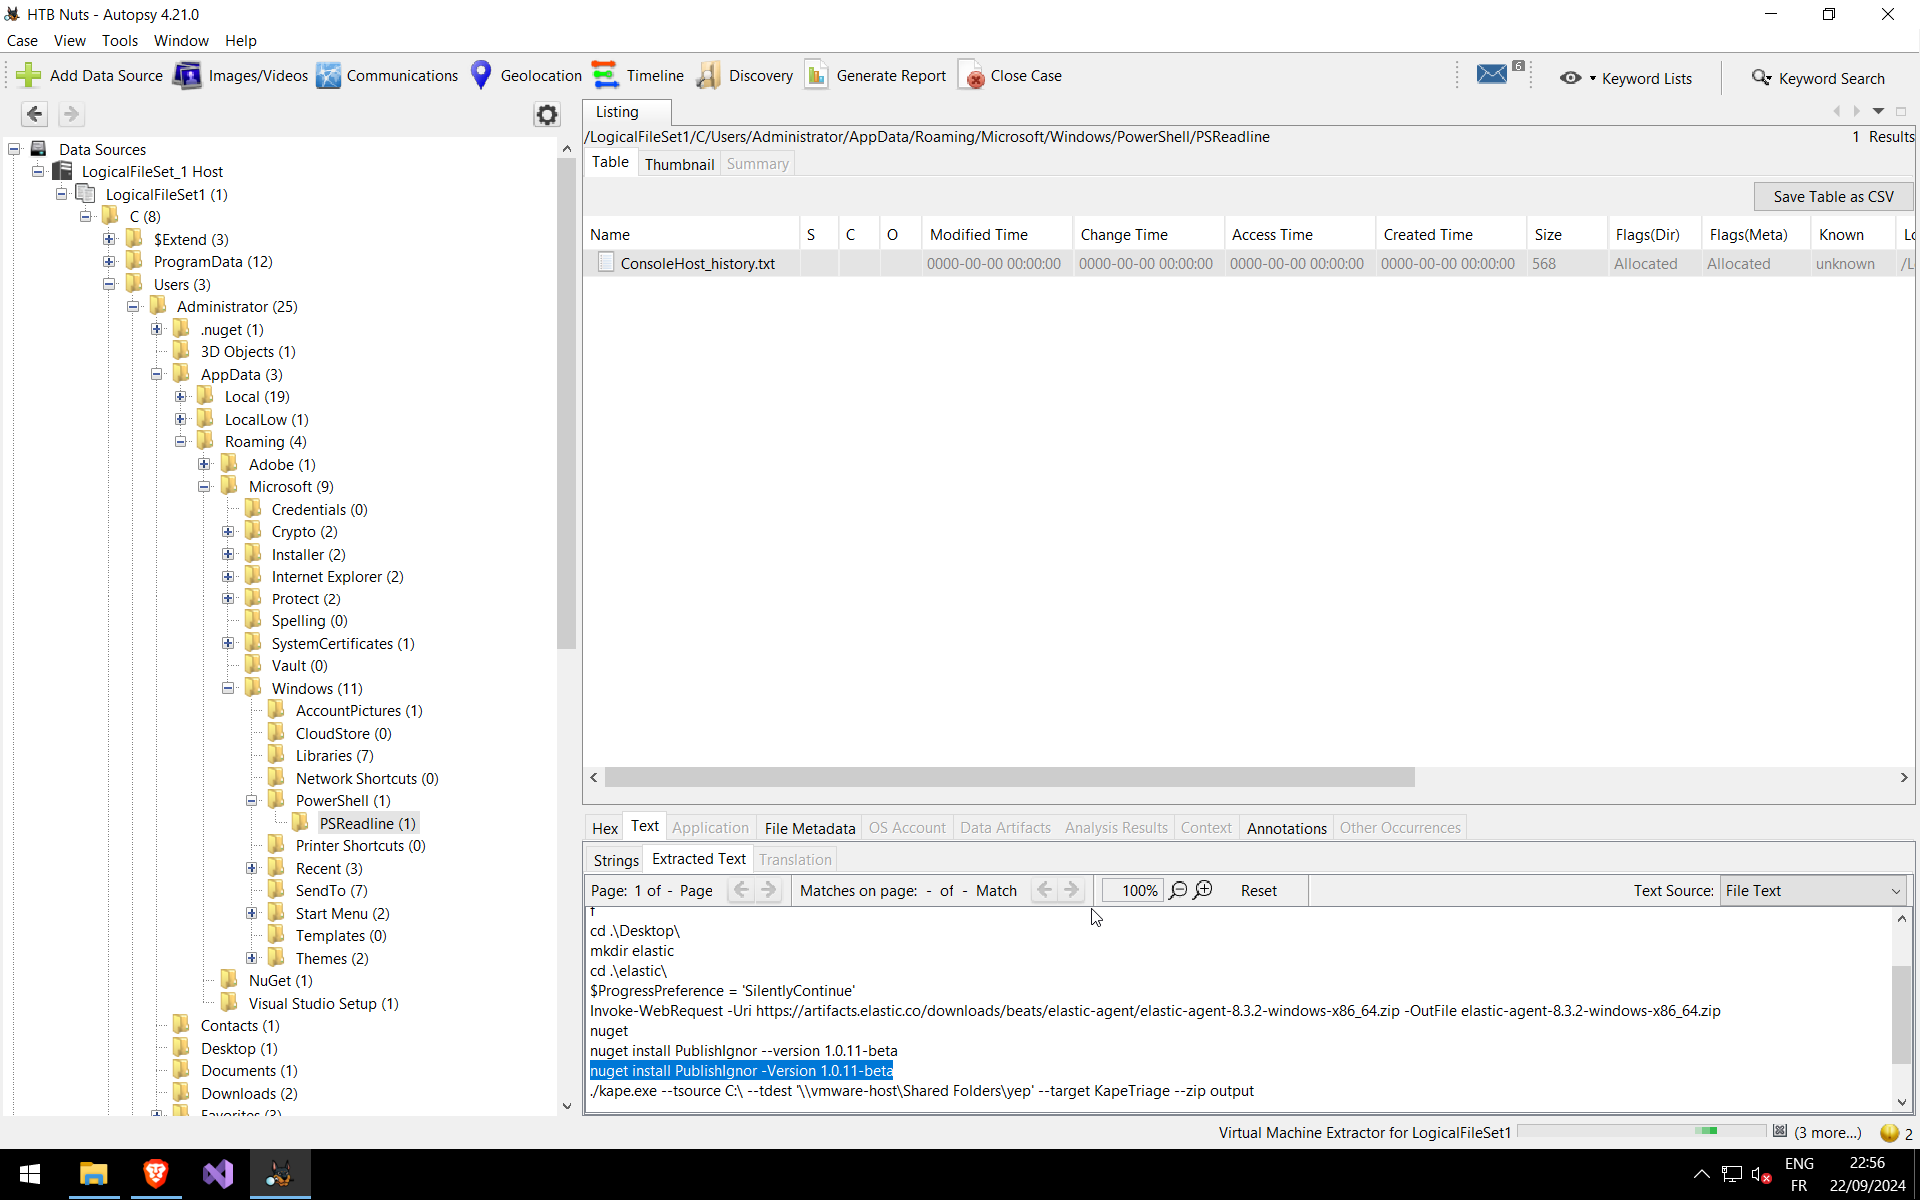 HTB Nuts - Autopsy 4.21.0
Case View Tools Window Help
Add Data Source Images/Videos Communications Geolocation Timeline Discovery Generate Report Close Case 6 Keyword Lists Keyword Search
Data Sources
LogicalFileSet_1 Host
LogicalFileSet1 (1)
C (8)
$Extend (3)
ProgramData (12)
Users (3)
Administrator (25)
.nuget (1)
3D Objects (1)
AppData (3)
Local (19)
LocalLow (1)
Roaming (4)
Adobe (1)
Microsoft (9)
Credentials (0)
Crypto (2)
Installer (2)
Internet Explorer (2)
Protect (2)
Spelling (0)
SystemCertificates (1)
Vault (0)
Windows (11)
AccountPictures (1)
CloudStore (0)
Libraries (7)
Network Shortcuts (0)
PowerShell (1)
PSReadline (1)
Printer Shortcuts (0)
Recent (3)
SendTo (7)
Start Menu (2)
Templates (0)
Themes (2)
NuGet (1)
Visual Studio Setup (1)
Contacts (1)
Desktop (1)
Documents (1)
Downloads (2)
Favorites (3)
Listing
/LogicalFileSet1/C/Users/Administrator/AppData/Roaming/Microsoft/Windows/PowerShell/PSReadline 1 Results
Table Thumbnail Summary
Save Table as CSV
Name S C O Modified Time Change Time Access Time Created Time Size Flags(Dir) Flags(Meta) Known Lo
ConsoleHost_history.txt 0000-00-00 00:00:00 0000-00-00 00:00:00 0000-00-00 00:00:00 0000-00-00 00:00:00 568 Allocated Allocated unknown /L
Hex Text Application File Metadata OS Account Data Artifacts Analysis Results Context Annotations Other Occurrences
Strings Extracted Text Translation
Page: 1 of - Page Matches on page: - of - Match 100% Reset Text Source: File Text
cd .\Desktop\
mkdir elastic
cd .\elastic\
$ProgressPreference = 'SilentlyContinue'
Invoke-WebRequest -Uri https://artifacts.elastic.co/downloads/beats/elastic-agent/elastic-agent-8.3.2-windows-x86_64.zip -OutFile elastic-agent-8.3.2-windows-x86_64.zip
nuget
nuget install PublishIgnor --version 1.0.11-beta
nuget install PublishIgnor -Version 1.0.11-beta
./kape.exe --tsource C:\ --tdest '\\vmware-host\Shared Folders\yep' --target KapeTriage --zip output
Virtual Machine Extractor for LogicalFileSet1 (3 more...) 2
ENG 22:56
FR 22/09/2024